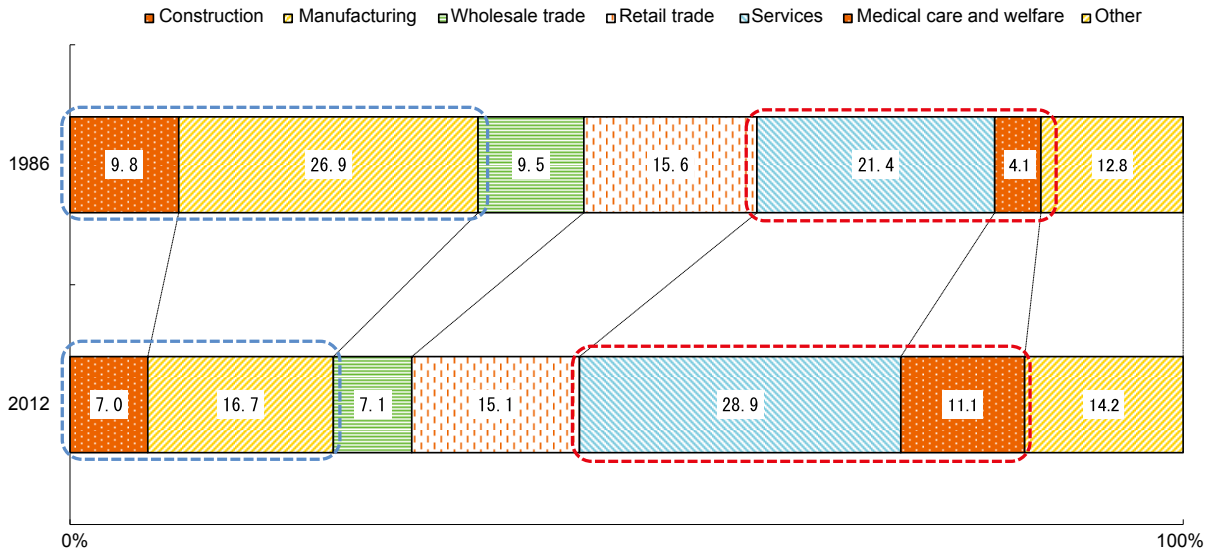 Construction Manufacturing Wholesale trade Retail trade Services Medical care and welfare Other
1986 9.8 26.9 9.5 15.6 21.4 4.1 12.8
2012 7.0 16.7 7.1 15.1 28.9 11.1 14.2
0% 100%